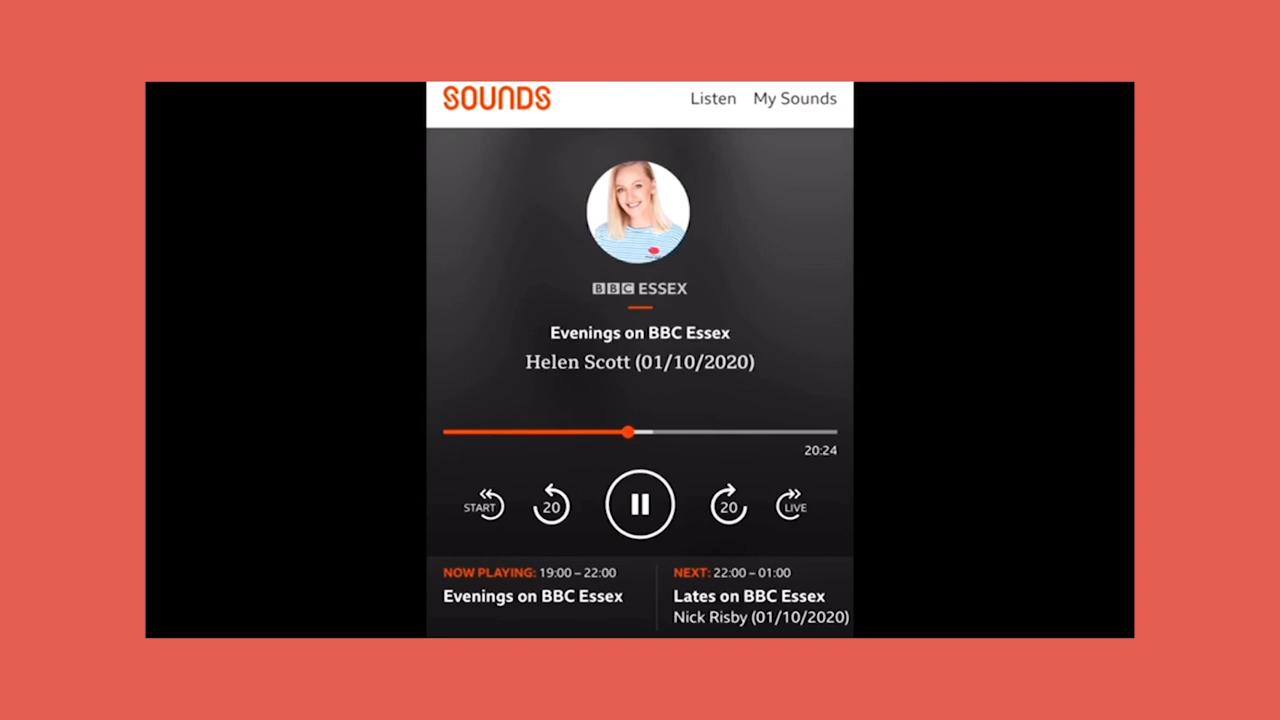 SOUNDS
Listen My Sounds
BBC ESSEX
Evenings on BBC Essex
Helen Scott (01/10/2020)
20:24
START 20 20 LIVE
NOW PLAYING: 19:00 – 22:00
Evenings on BBC Essex
NEXT: 22:00 – 01:00
Lates on BBC Essex
Nick Risby (01/10/2020)